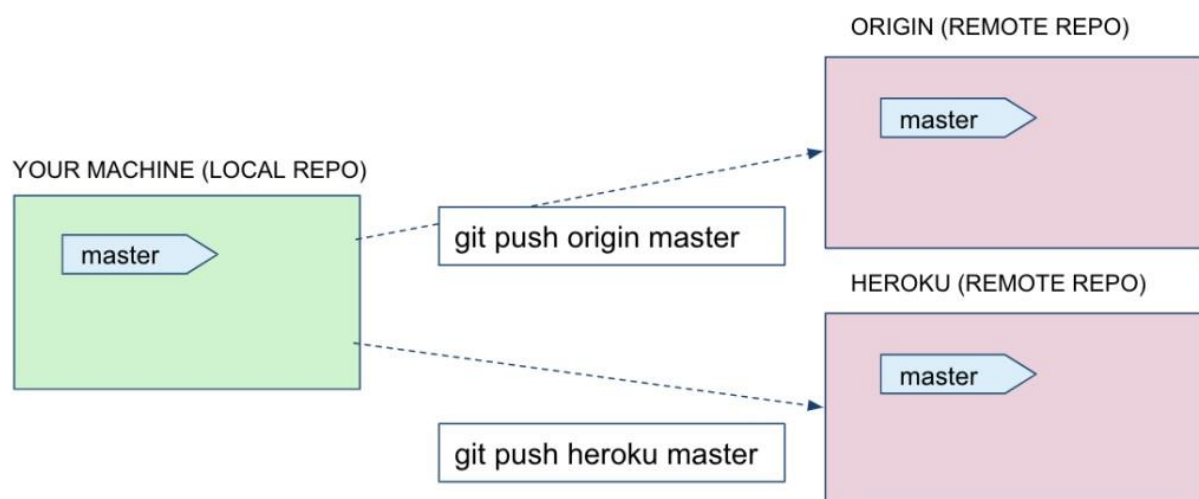 ORIGIN (REMOTE REPO)
master
YOUR MACHINE (LOCAL REPO)
master
git push origin master
HEROKU (REMOTE REPO)
master
git push heroku master